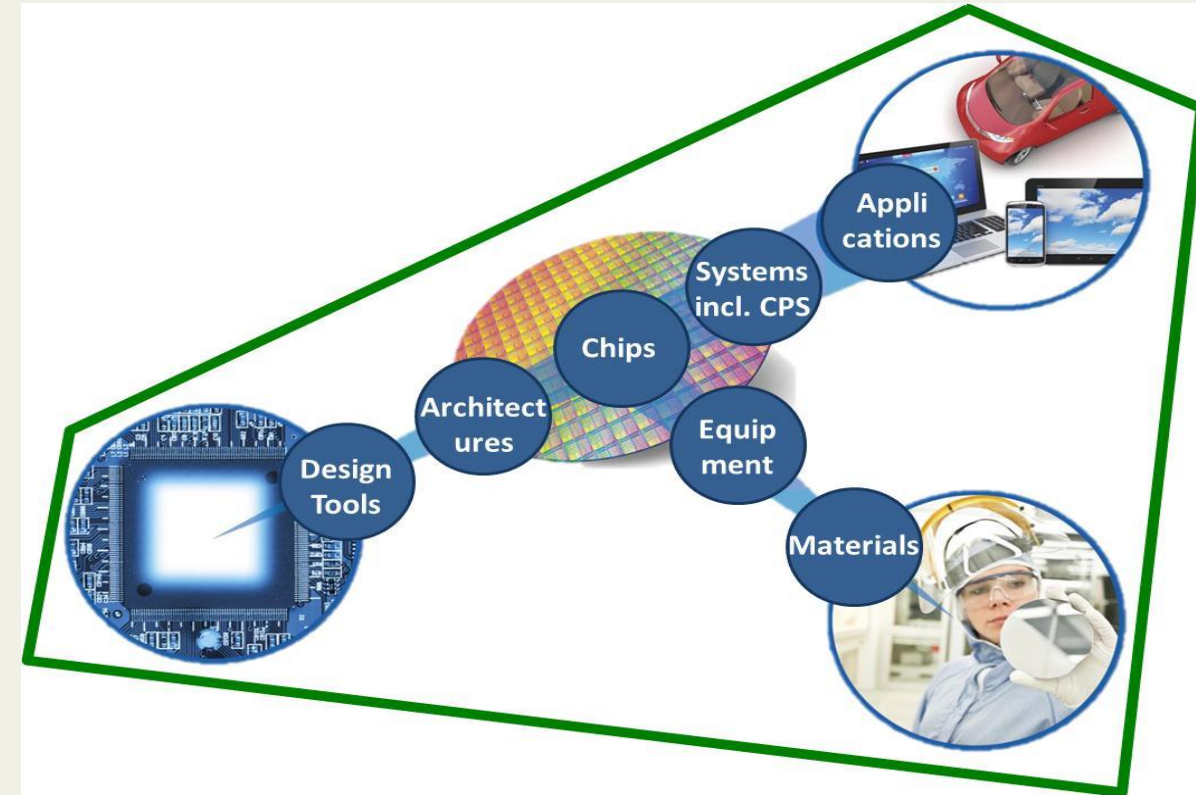 Appli
cations
Systems
incl. CPS
Chips
Architect
ures
Equip
ment
Design
Tools
Materials